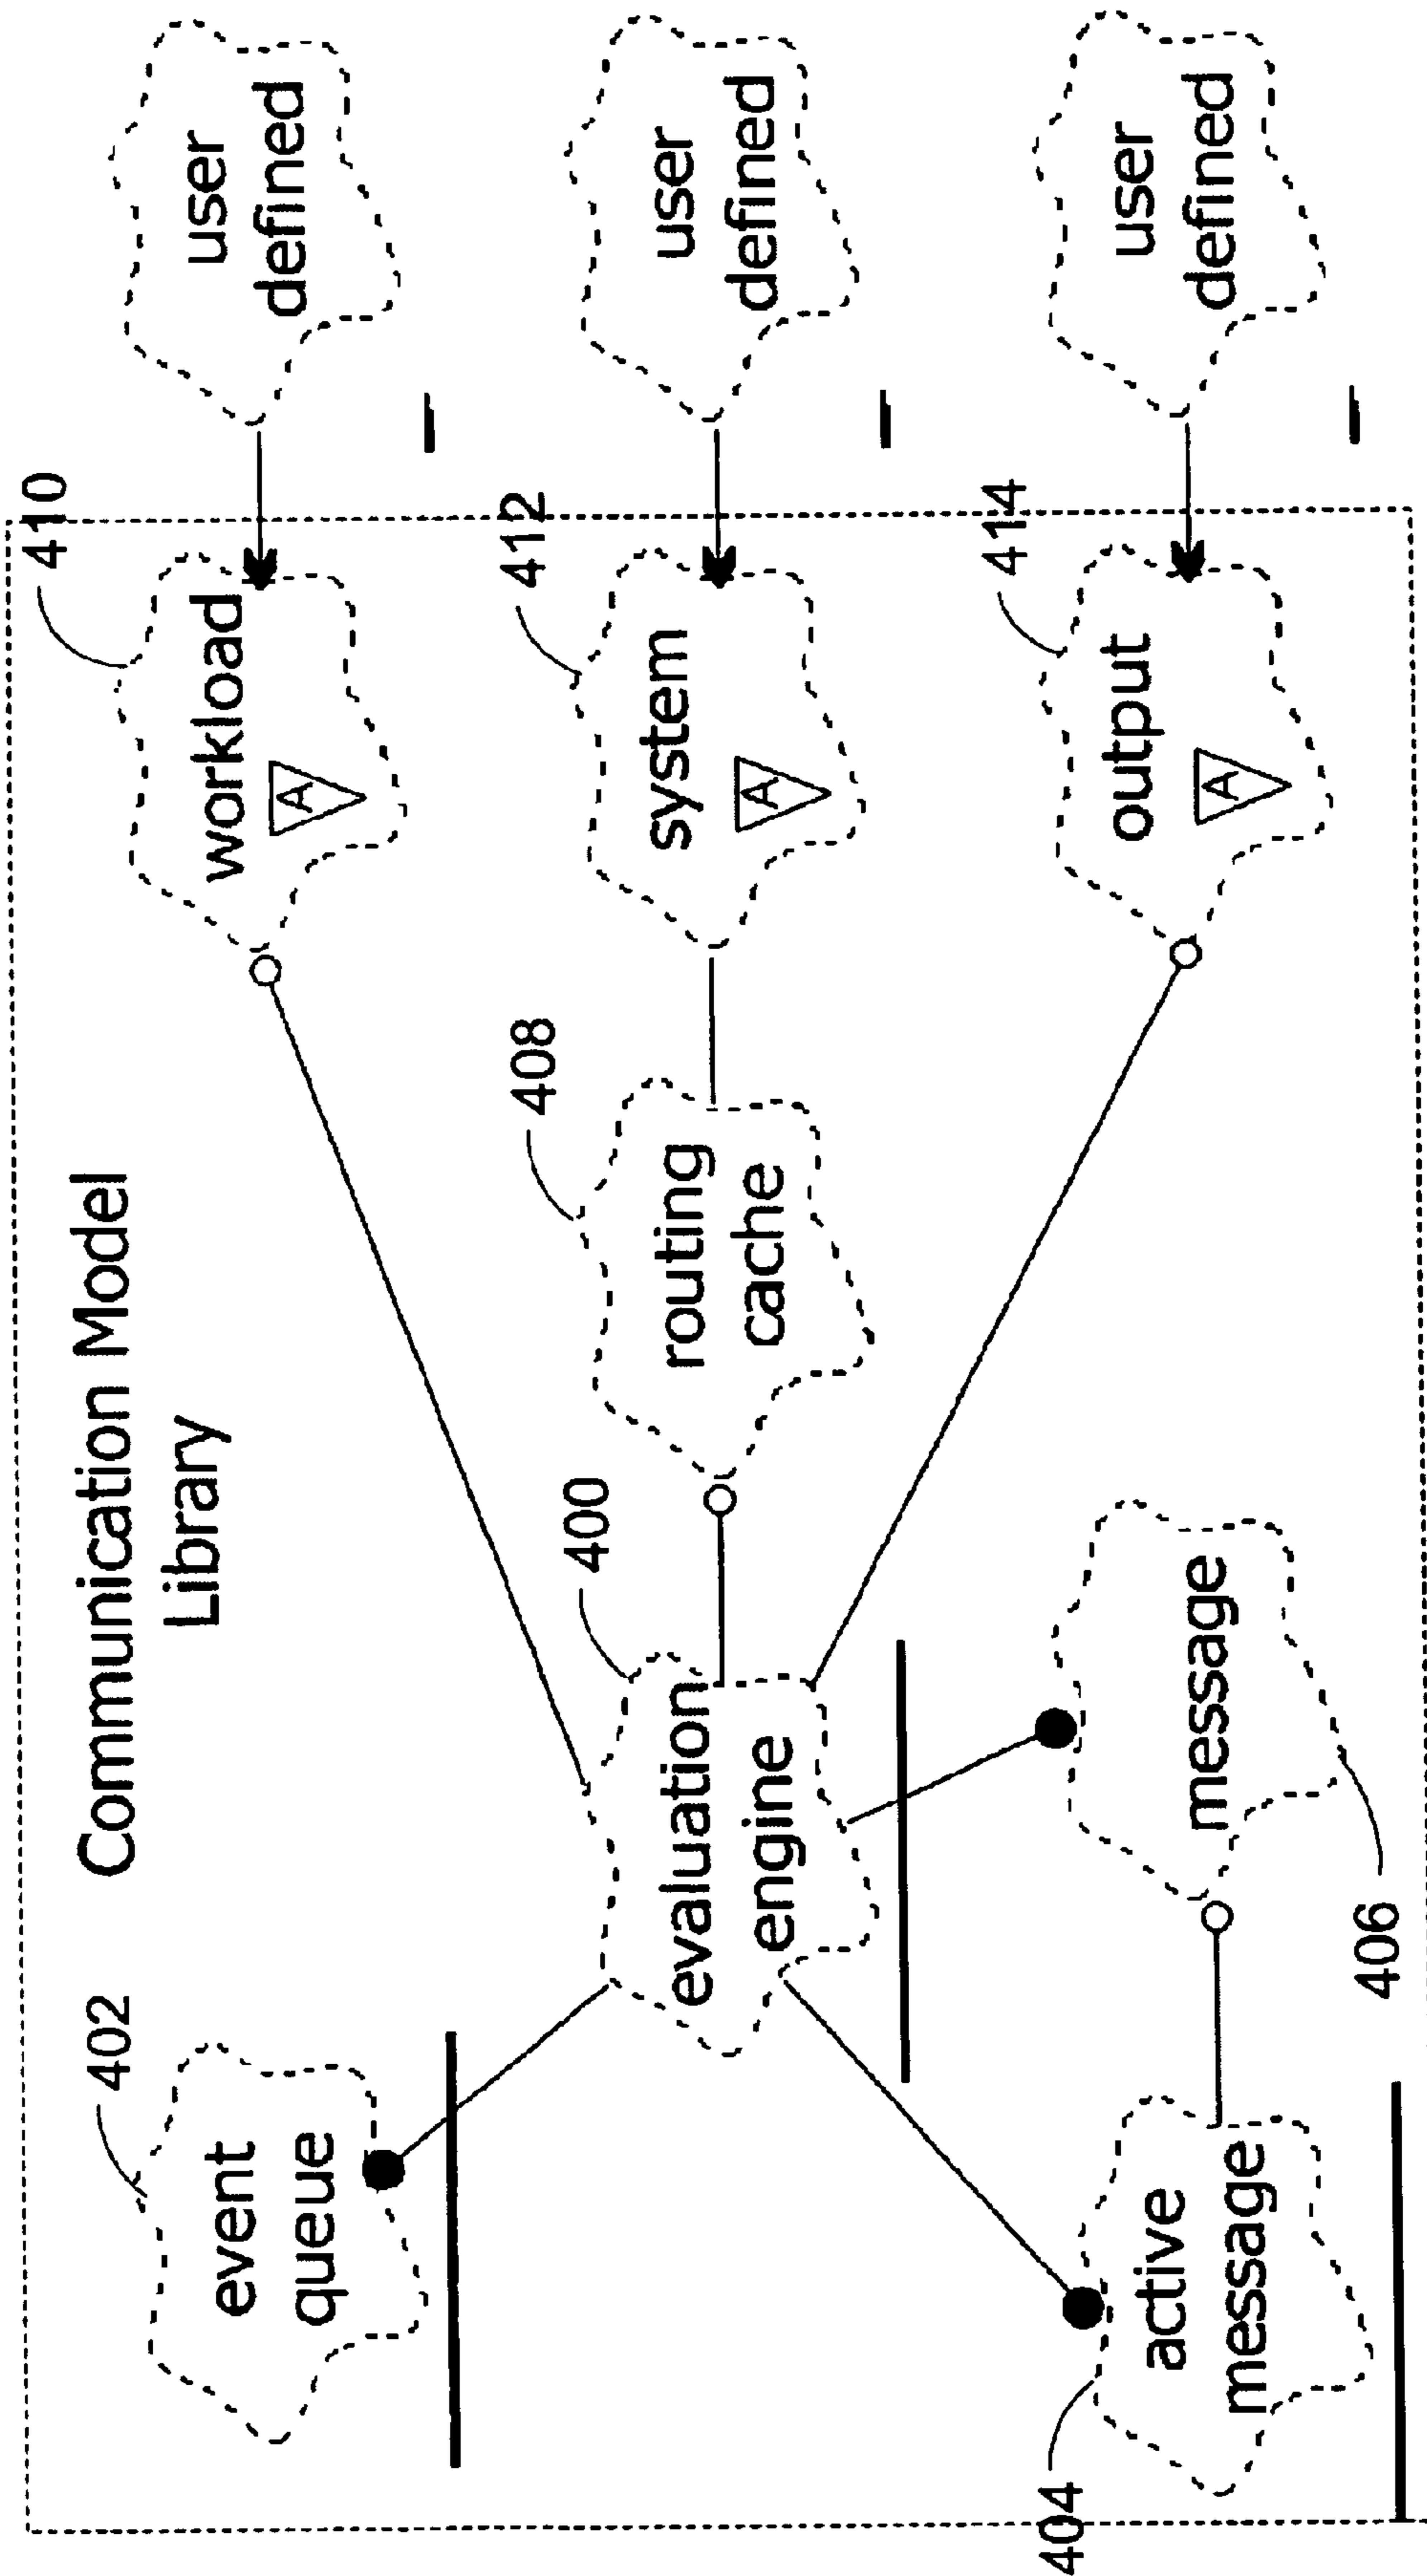 Communication Model
Library
402
event
queue
400
evaluation
engine
404
active
message
406
message
408
routing
cache
410
workload
A
412
system
A
414
output
A
user
defined
user
defined
user
defined